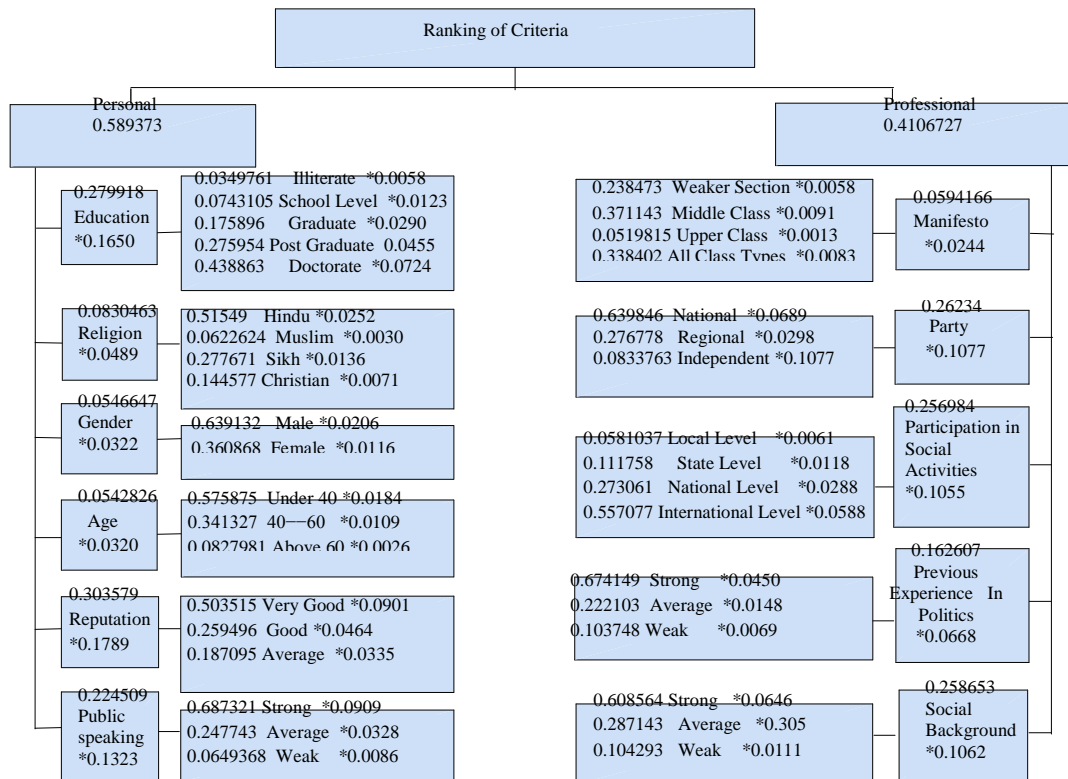 Ranking of Criteria
Personal
0.589373
Professional
0.4106727
0.279918
Education
*0.1650
0.0349761 Illiterate *0.0058
0.0743105 School Level *0.0123
0.175896 Graduate *0.0290
0.275954 Post Graduate 0.0455
0.438863 Doctorate *0.0724
0.0830463
Religion
*0.0489
0.51549 Hindu *0.0252
0.0622624 Muslim *0.0030
0.277671 Sikh *0.0136
0.144577 Christian *0.0071
0.0546647
Gender
*0.0322
0.639132 Male *0.0206
0.360868 Female *0.0116
0.0542826
Age
*0.0320
0.575875 Under 40 *0.0184
0.341327 40−−60 *0.0109
0.0827981 Above 60 *0.0026
0.303579
Reputation
*0.1789
0.503515 Very Good *0.0901
0.259496 Good *0.0464
0.187095 Average *0.0335
0.224509
Public
speaking
*0.1323
0.687321 Strong *0.0909
0.247743 Average *0.0328
0.0649368 Weak *0.0086
0.238473 Weaker Section *0.0058
0.371143 Middle Class *0.0091
0.0519815 Upper Class *0.0013
0.338402 All Class Types *0.0083
0.0594166
Manifesto
*0.0244
0.639846 National *0.0689
0.276778 Regional *0.0298
0.0833763 Independent *0.1077
0.26234
Party
*0.1077
0.0581037 Local Level *0.0061
0.111758 State Level *0.0118
0.273061 National Level *0.0288
0.557077 International Level *0.0588
0.256984
Participation in
Social
Activities
*0.1055
0.674149 Strong *0.0450
0.222103 Average *0.0148
0.103748 Weak *0.0069
0.162607
Previous
Experience In
Politics
*0.0668
0.608564 Strong *0.0646
0.287143 Average *0.305
0.104293 Weak *0.0111
0.258653
Social
Background
*0.1062